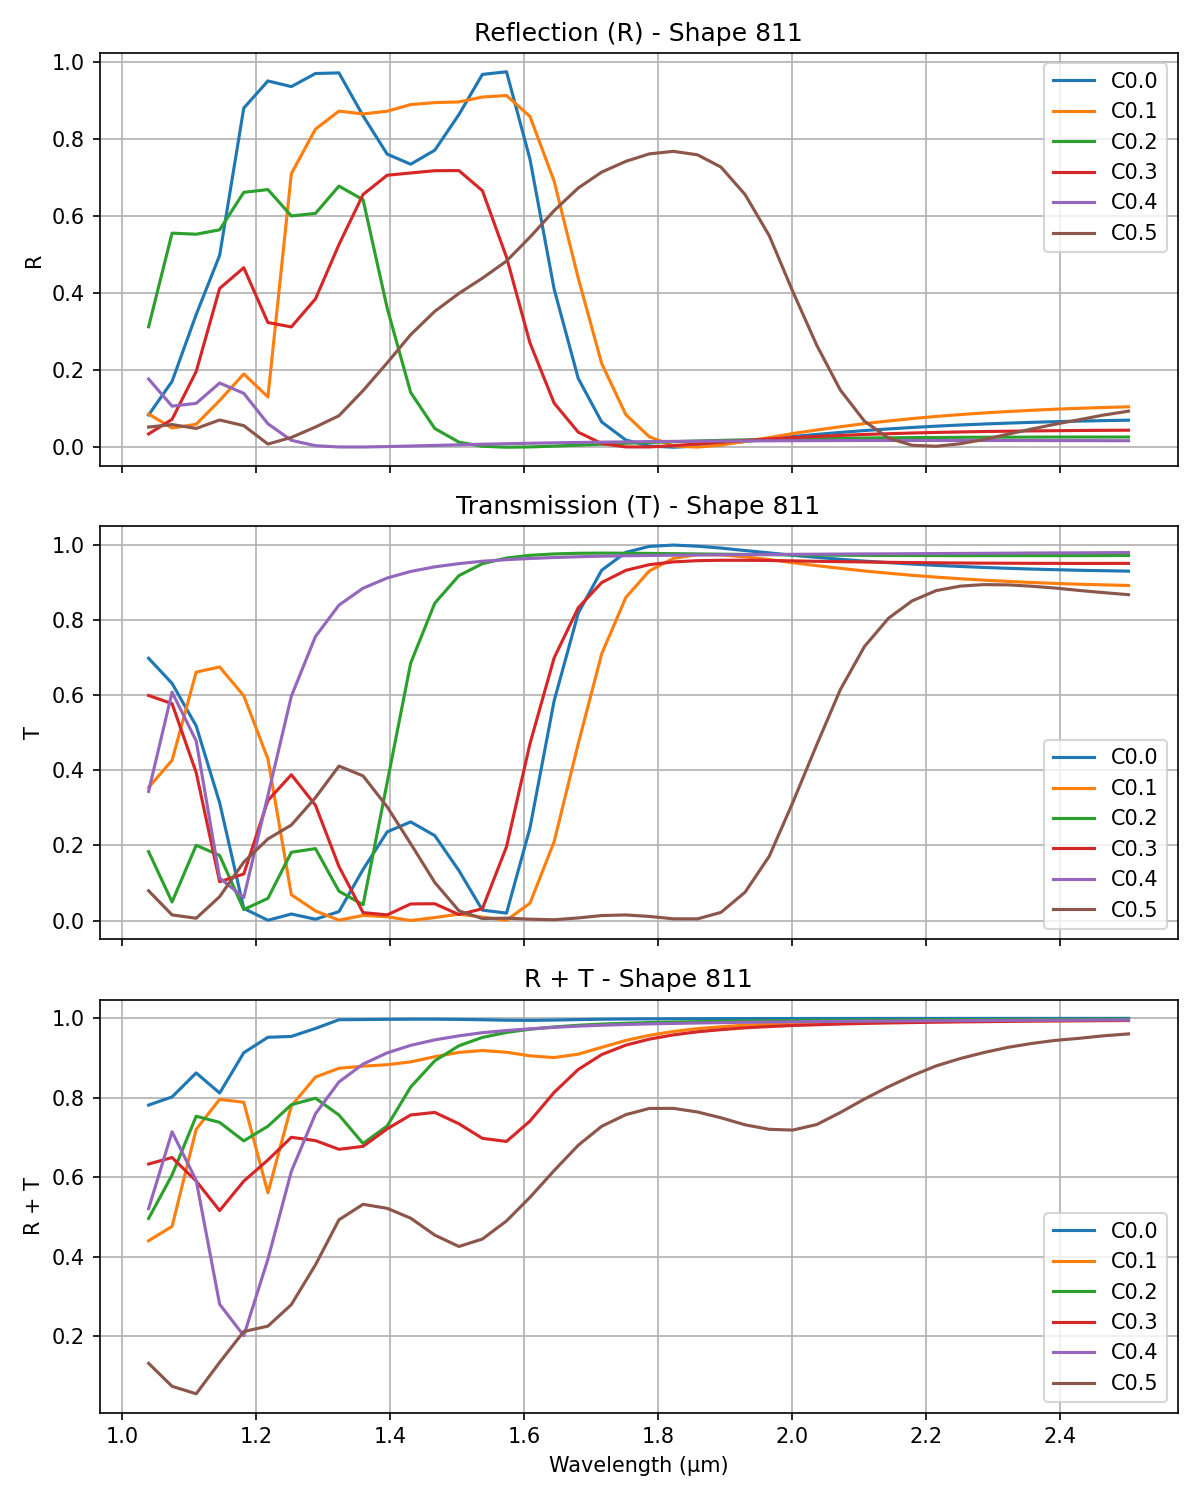 Reflection (R) - Shape 811
1.0
0.8
0.6
0.4
0.2
0.0
R
C0.0
C0.1
C0.2
C0.3
C0.4
C0.5
Transmission (T) - Shape 811
1.0
0.8
0.6
0.4
0.2
0.0
T
C0.0
C0.1
C0.2
C0.3
C0.4
C0.5
R + T - Shape 811
1.0
0.8
0.6
0.4
0.2
R + T
C0.0
C0.1
C0.2
C0.3
C0.4
C0.5
1.0 1.2 1.4 1.6 1.8 2.0 2.2 2.4
Wavelength (μm)